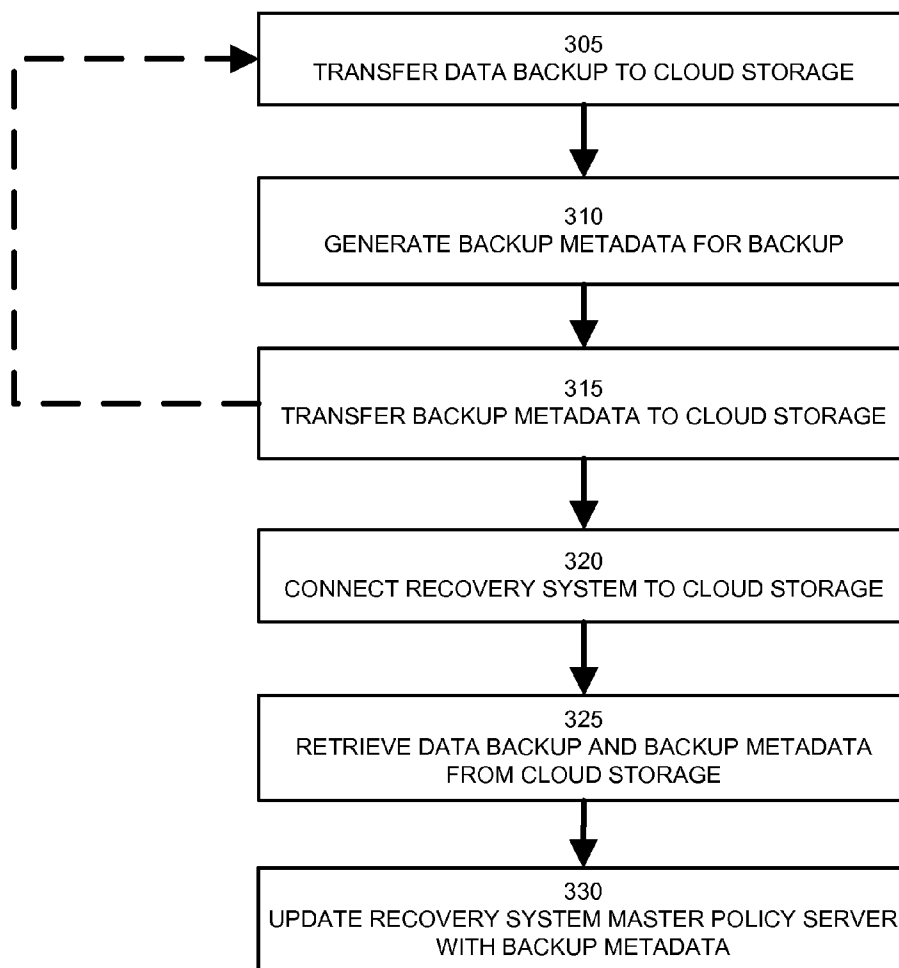 305
TRANSFER DATA BACKUP TO CLOUD STORAGE
310
GENERATE BACKUP METADATA FOR BACKUP
315
TRANSFER BACKUP METADATA TO CLOUD STORAGE
320
CONNECT RECOVERY SYSTEM TO CLOUD STORAGE
325
RETRIEVE DATA BACKUP AND BACKUP METADATA
FROM CLOUD STORAGE
330
UPDATE RECOVERY SYSTEM MASTER POLICY SERVER
WITH BACKUP METADATA